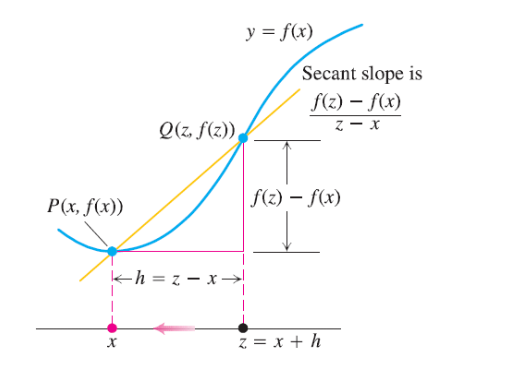 y = f(x)
Secant slope is
f(z) − f(x)
z − x
Q(z, f(z))
P(x, f(x))
f(z) − f(x)
h = z − x
x
z = x + h